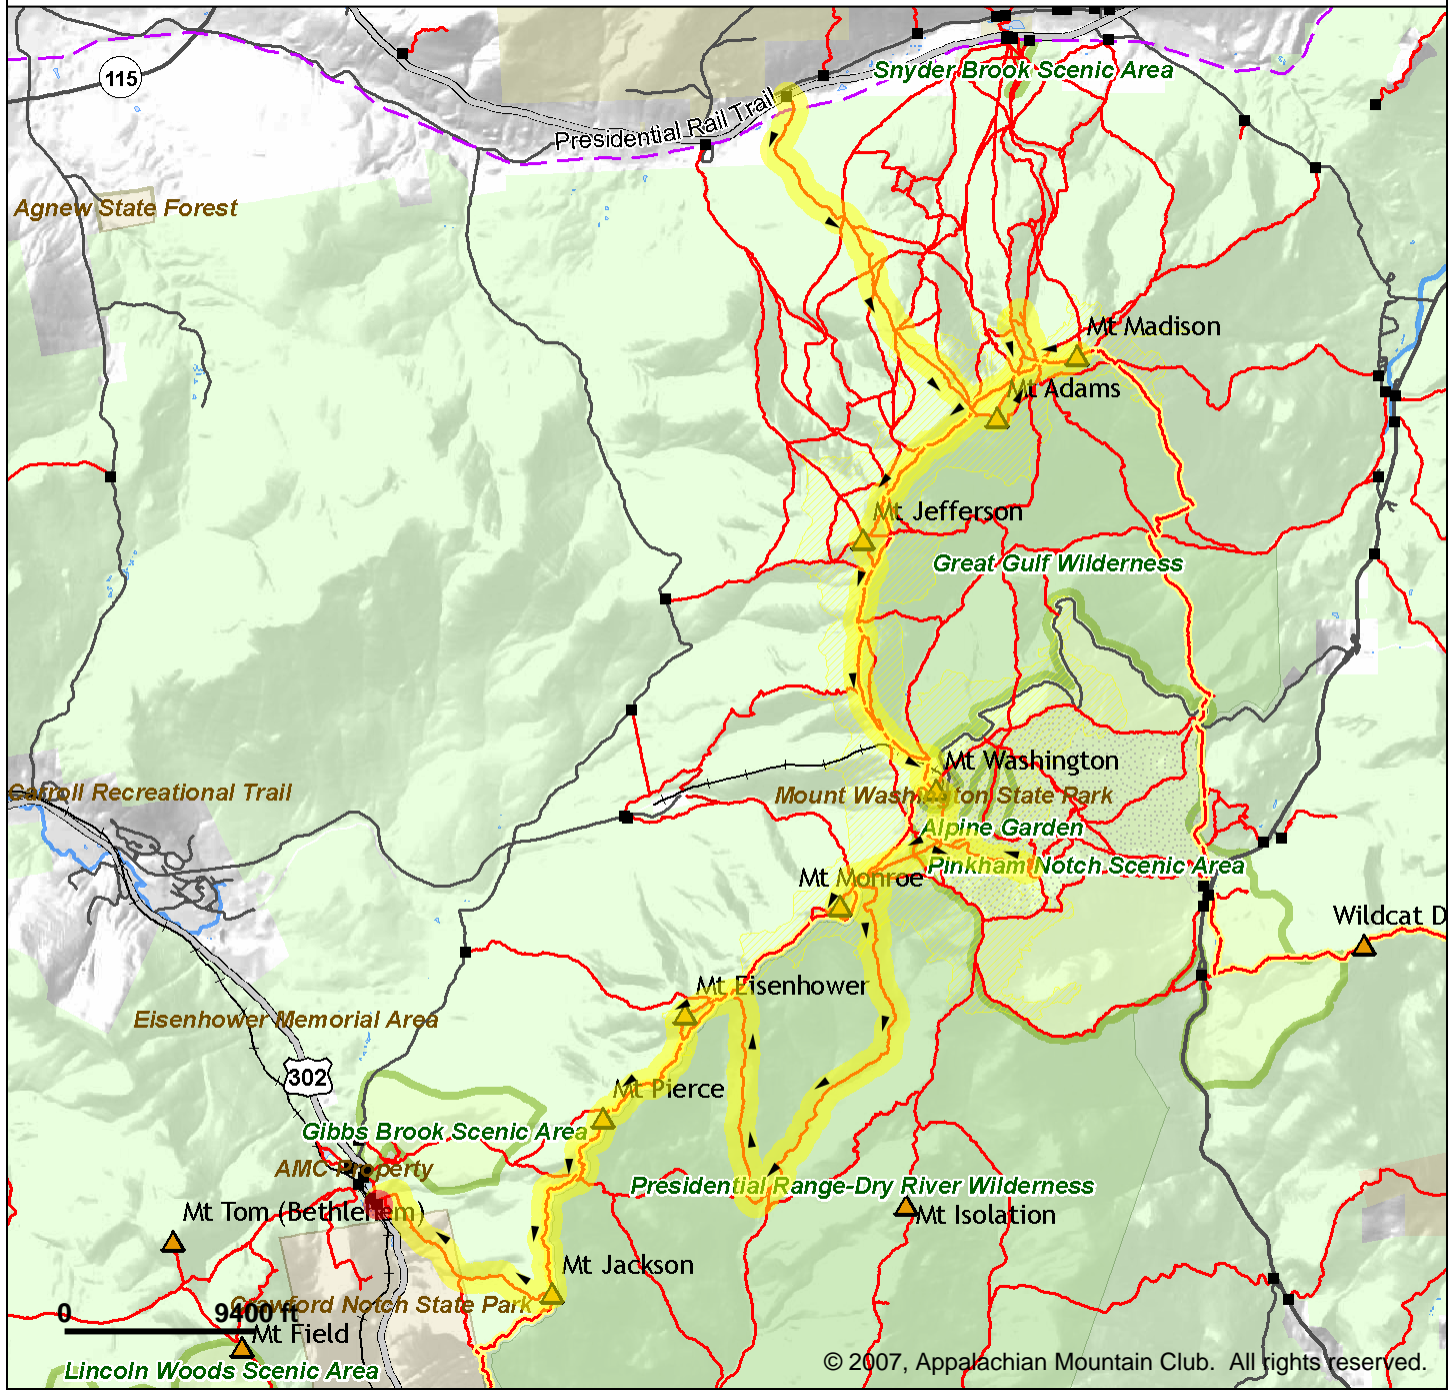 115
Snyder Brook Scenic Area
Presidential Rail Trail
Agnew State Forest
Mt Madison
Mt Adams
Mt Jefferson
Great Gulf Wilderness
Mt Washington
Carroll Recreational Trail
Mount Washington State Park
Alpine Garden
Pinkham Notch Scenic Area
Mt Monroe
Wildcat D
Mt Eisenhower
Eisenhower Memorial Area
302
Mt Pierce
Gibbs Brook Scenic Area
AMC Property
Presidential Range-Dry River Wilderness
Mt Tom (Bethlehem)
Mt Isolation
Mt Jackson
Crawford Notch State Park
0 9400 ft
Mt Field
Lincoln Woods Scenic Area
© 2007, Appalachian Mountain Club. All rights reserved.